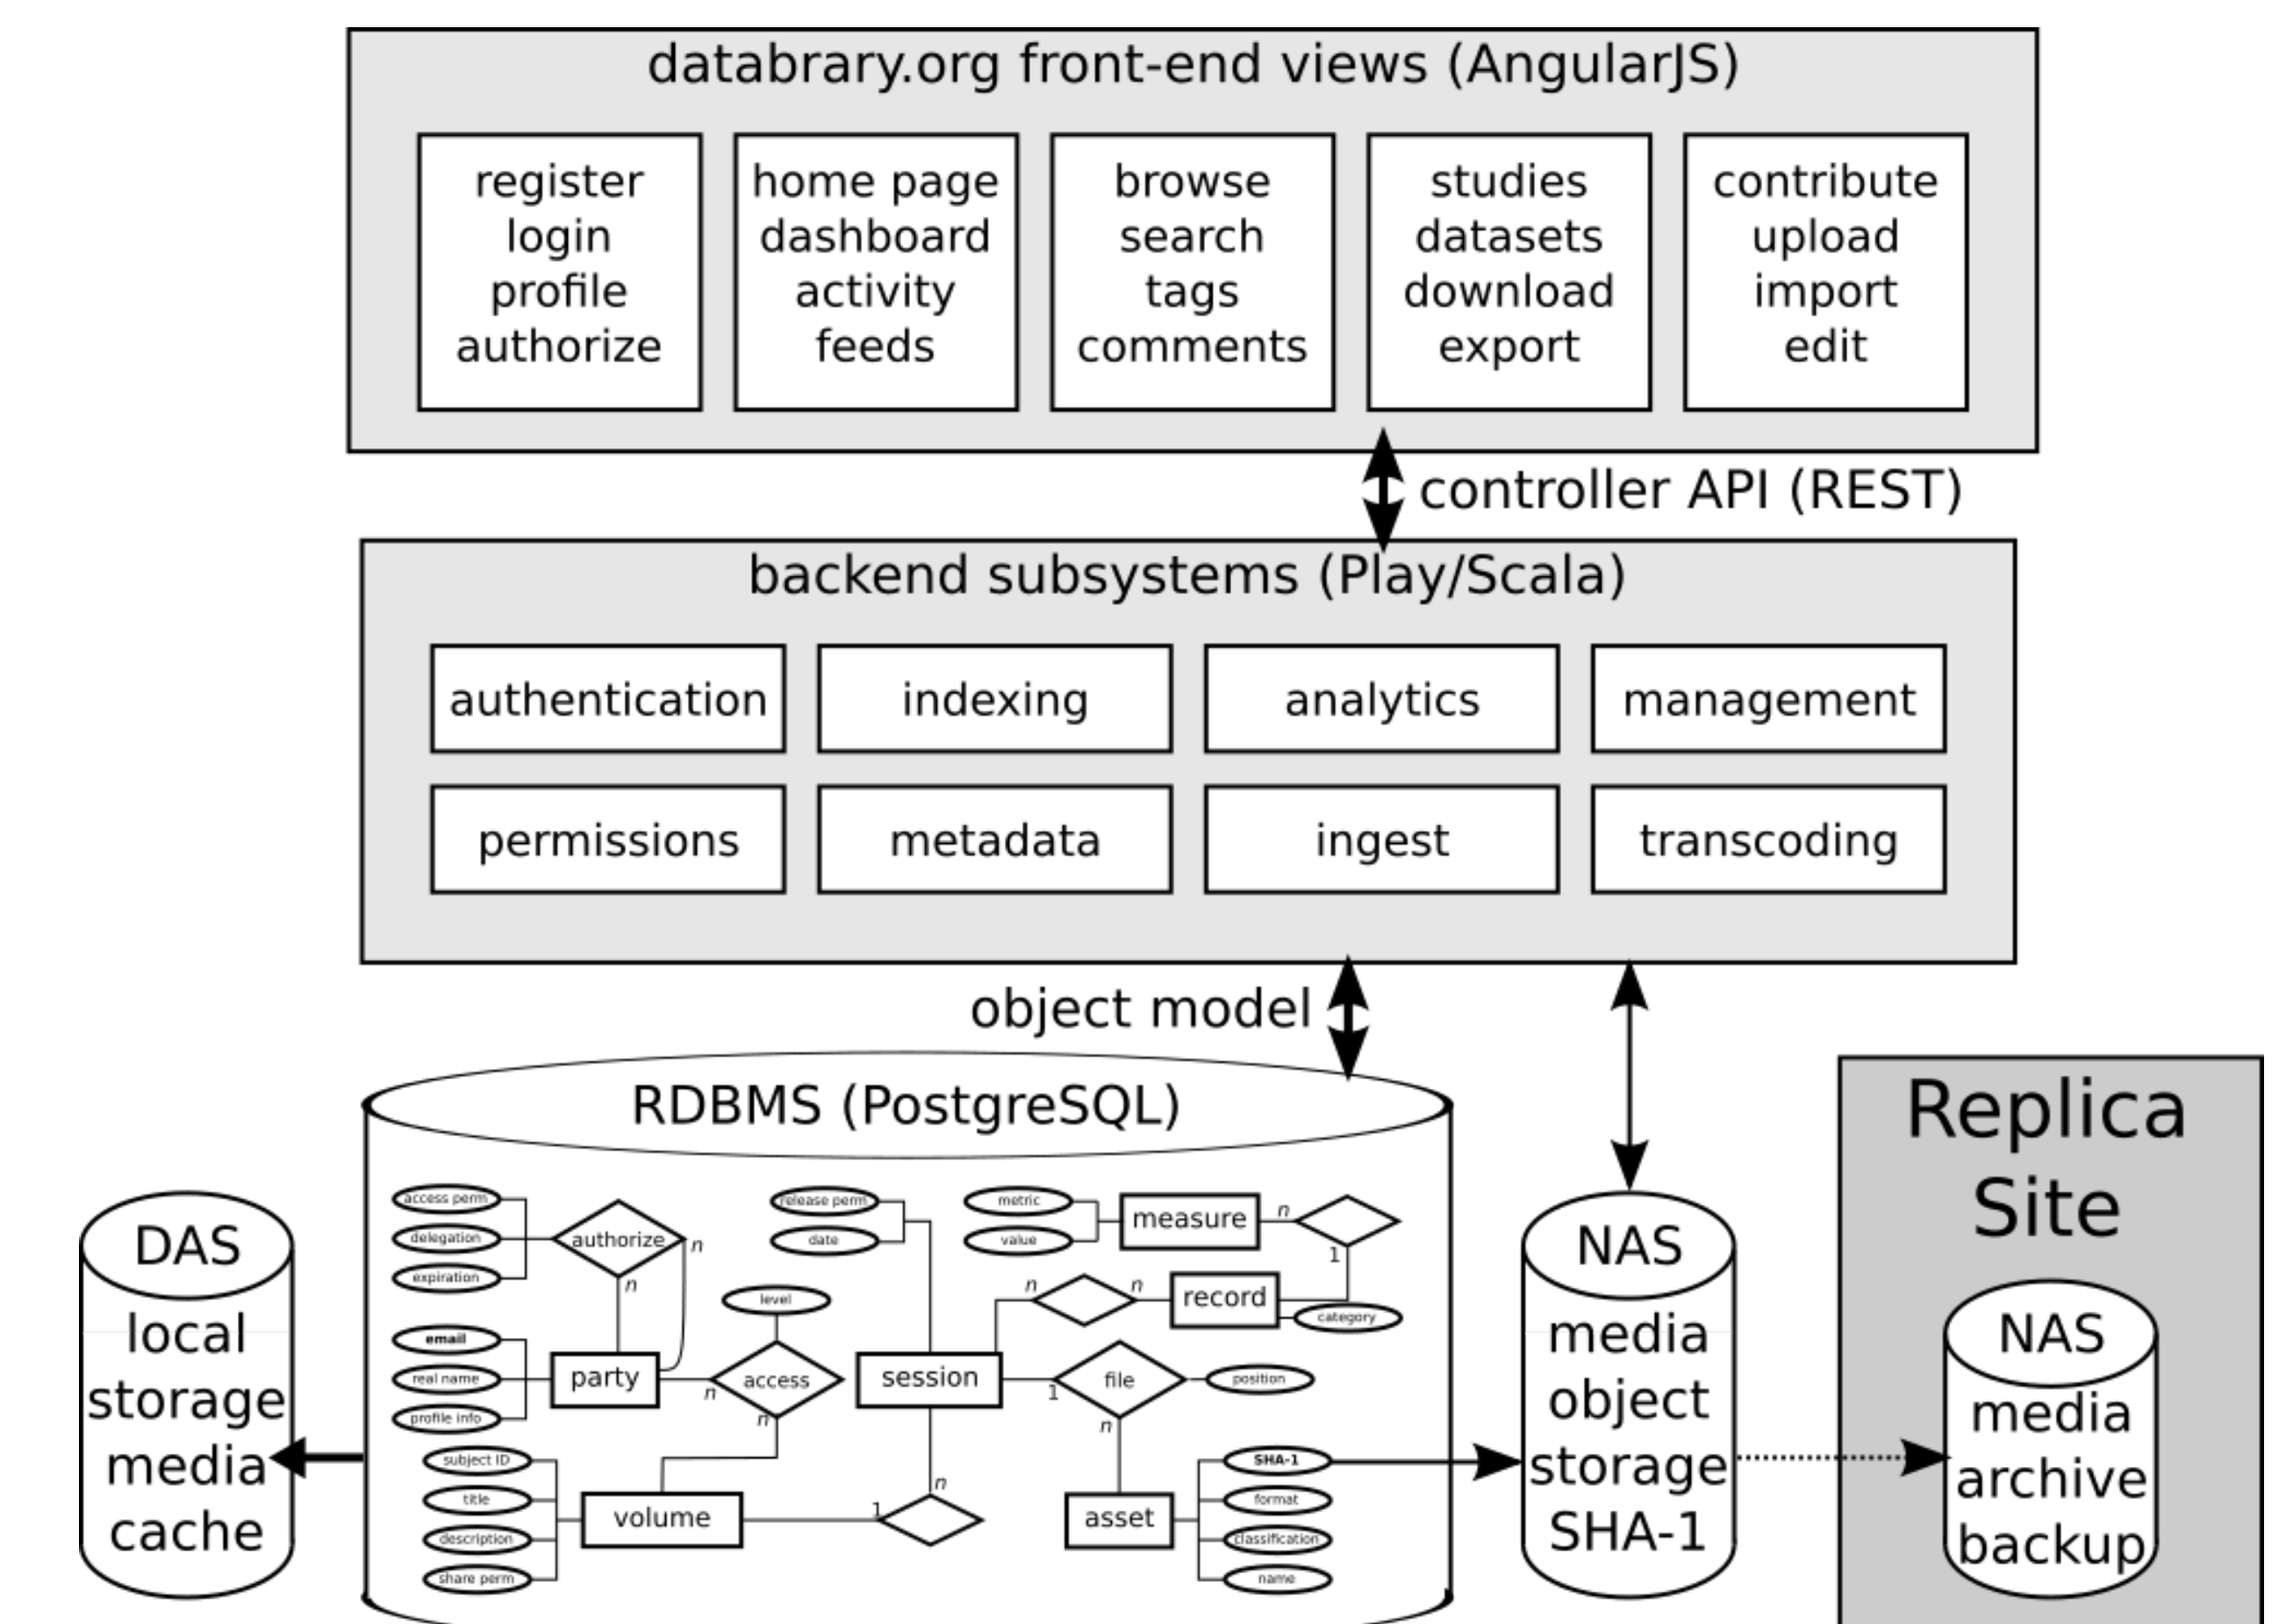 databrary.org front-end views (AngularJS)
register
login
profile
authorize
home page
dashboard
activity
feeds
browse
search
tags
comments
studies
datasets
download
export
contribute
upload
import
edit
controller API (REST)
backend subsystems (Play/Scala)
authentication
indexing
analytics
management
permissions
metadata
ingest
transcoding
object model
RDBMS (PostgreSQL)
DAS
local
storage
media
cache
access perm
delegation
expiration
authorize
n
n
email
real name
profile info
party
n
access
level
n
subject ID
title
description
share perm
volume
1
n
release perm
date
session
metric
value
measure
n
1
n
n
record
category
1
file
position
n
asset
SHA-1
format
classification
name
NAS
media
object
storage
SHA-1
Replica
Site
NAS
media
archive
backup